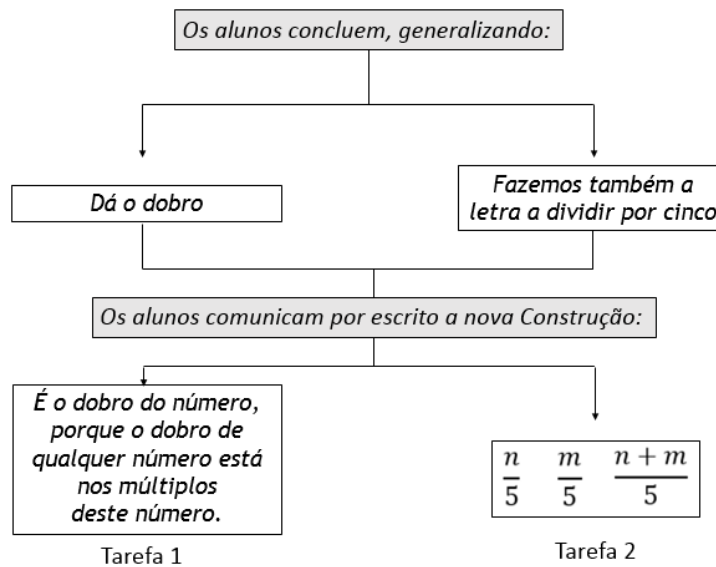 Os alunos concluem, generalizando:
Dá o dobro
Fazemos também a
letra a dividir por cinco
Os alunos comunicam por escrito a nova Construção:
É o dobro do número,
porque o dobro de
qualquer número está
nos múltiplos
deste número.
Tarefa 1
n/5 m/5 (n + m)/5
Tarefa 2